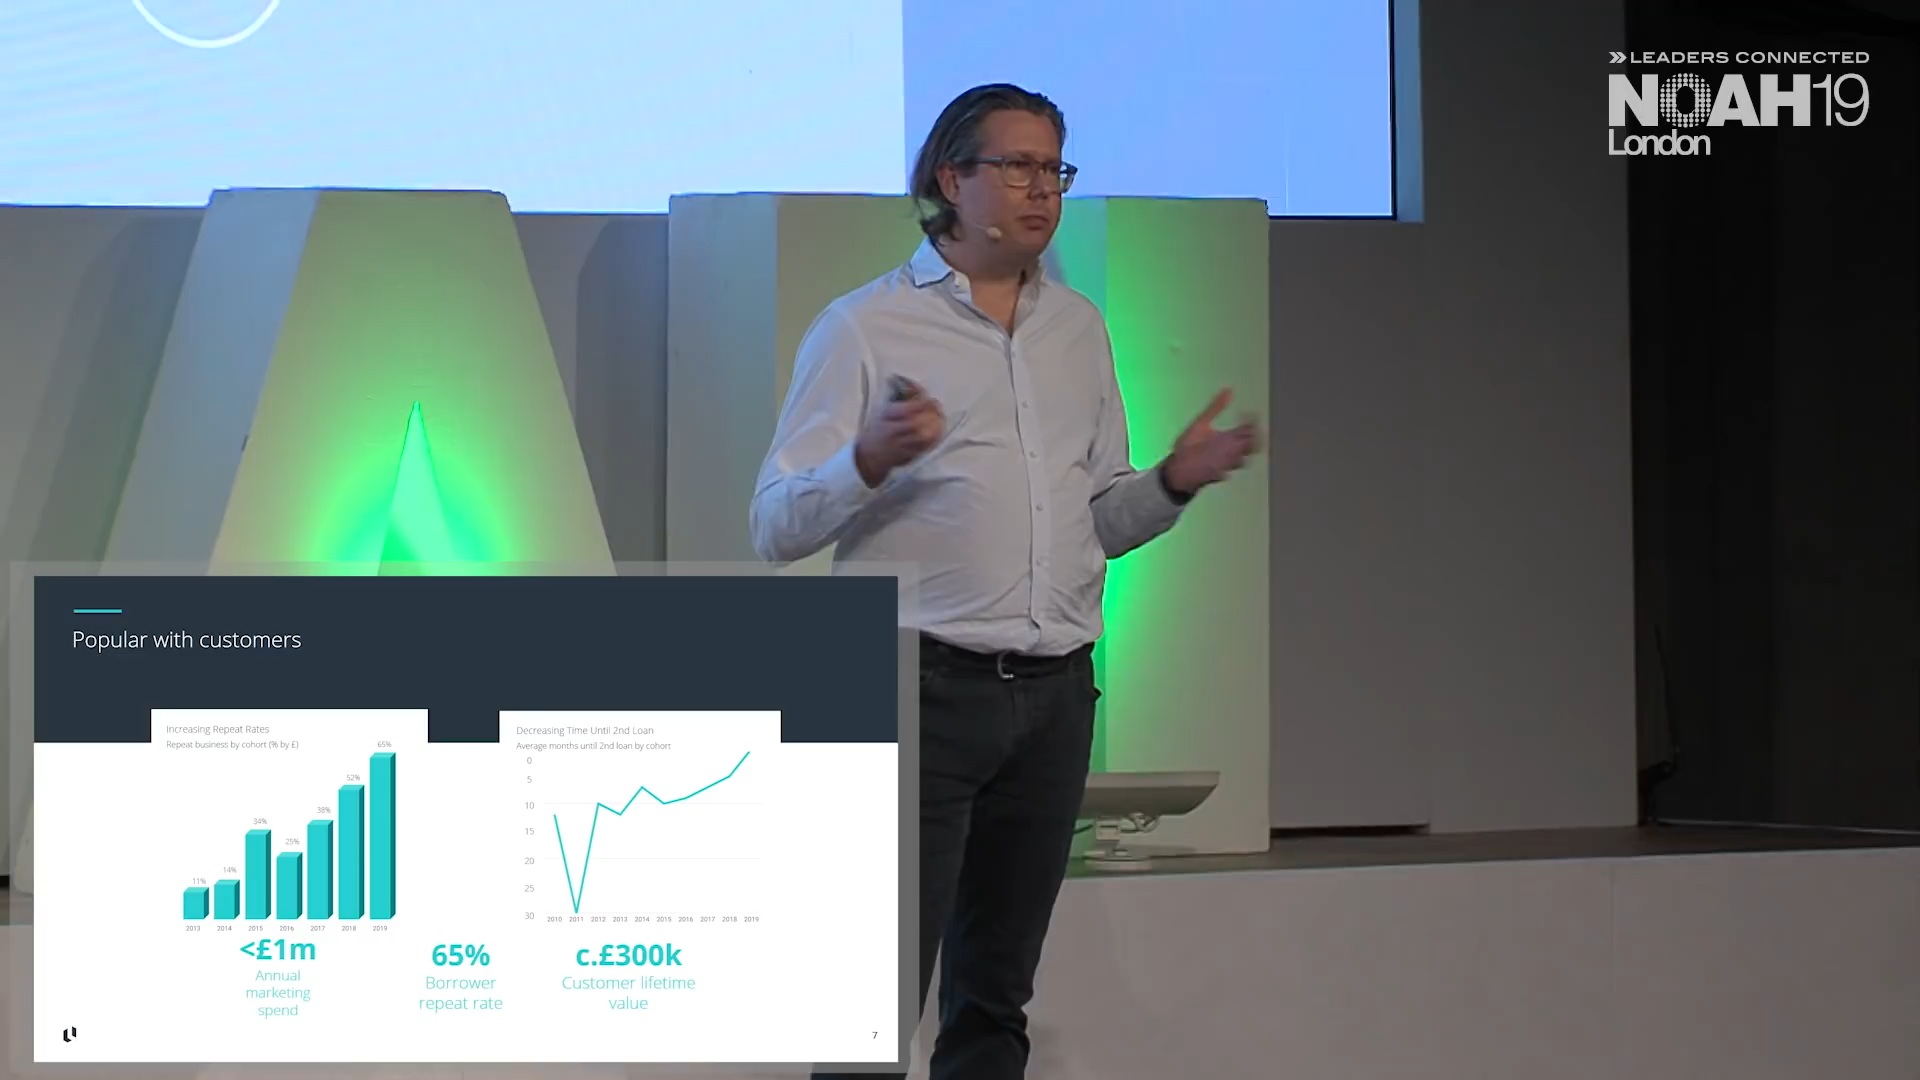 LEADERS CONNECTED
NOAH19
London
Popular with customers
Increasing Repeat Rates
Repeat business by cohort (% by £)
11%
14%
34%
25%
38%
52%
65%
2013 2014 2015 2016 2017 2018 2019
Decreasing Time Until 2nd Loan
Average months until 2nd loan by cohort
0
5
10
15
20
25
30
2010 2011 2012 2013 2014 2015 2016 2017 2018 2019
<£1m
Annual
marketing
spend
65%
Borrower
repeat rate
c.£300k
Customer lifetime
value
7